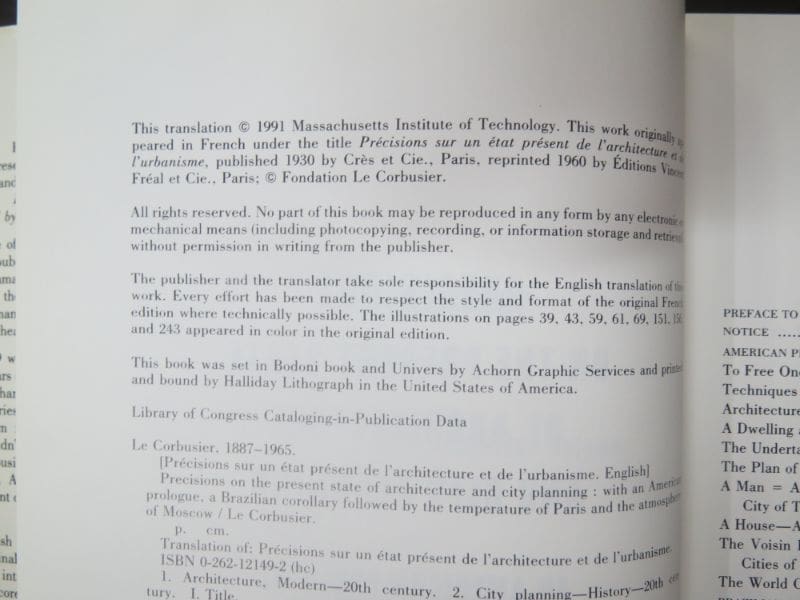 This translation © 1991 Massachusetts Institute of Technology. This work originally
peared in French under the title Précisions sur un état présent de l'architecture et
l'urbanisme, published 1930 by Crès et Cie., Paris, reprinted 1960 by Éditions
Fréal et Cie., Paris; © Fondation Le Corbusier.
All rights reserved. No part of this book may be reproduced in any form by any electronic
mechanical means (including photocopying, recording, or information storage and
without permission in writing from the publisher.
The publisher and the translator take sole responsibility for the English translation of
work. Every effort has been made to respect the style and format of the original French
edition where technically possible. The illustrations on pages 39, 43, 59, 61, 69, 151,
and 243 appeared in color in the original edition.
This book was set in Bodoni book and Univers by Achorn Graphic Services and printed
and bound by Halliday Lithograph in the United States of America.
Library of Congress Cataloging-in-Publication Data
Le Corbusier, 1887–1965.
[Précisions sur un état présent de l'architecture et de l'urbanisme. English]
Precisions on the present state of architecture and city planning : with an American
prologue, a Brazilian corollary followed by the temperature of Paris and the atmosphere
of Moscow / Le Corbusier.
p. cm.
Translation of: Précisions sur un état présent de l'architecture et de l'urbanisme.
ISBN 0-262-12149-2 (hc)
1. Architecture, Modern—20th century. 2. City planning—History—20th
tury. I. Title.
PREFACE TO
NOTICE .....
AMERICAN
To Free
Techniques
Architecture
A Dwelling
The
The Plan of
A Man = A
City of
A House—A
The Voisin
Cities of
The World